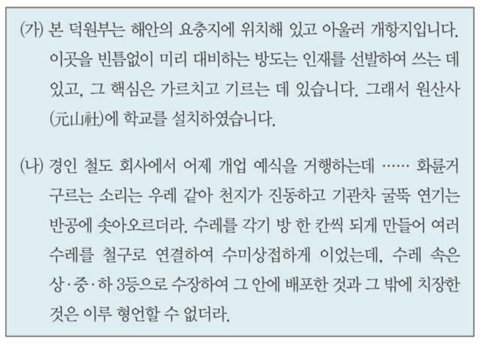 (가) 본 덕원부는 해안의 요충지에 위치해 있고 아울러 개항지입니다.
이곳을 빈틈없이 미리 대비하는 방도는 인재를 선발하여 쓰는 데
있고, 그 핵심은 가르치고 기르는 데 있습니다. 그래서 원산사
(元山社)에 학교를 설치하였습니다.
(나) 경인 철도 회사에서 어제 개업 예식을 거행하는데 …… 화륜거
구르는 소리는 우레 같아 천지가 진동하고 기관차 굴뚝 연기는
반공에 솟아오르더라. 수레를 각기 방 한 칸씩 되게 만들어 여러
수레를 철구로 연결하여 수미상접하게 이었는데, 수레 속은
상·중·하 3등으로 수장하여 그 안에 배포한 것과 그 밖에 치장한
것은 이루 형언할 수 없더라.